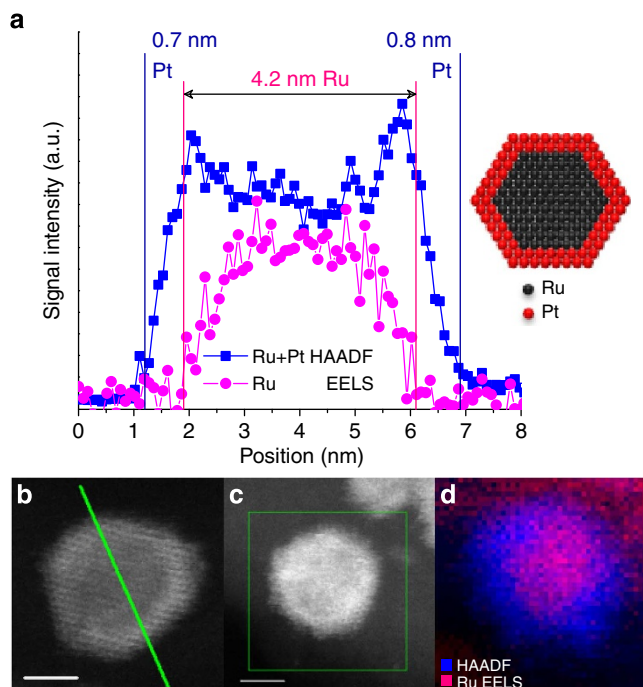 a
0.7 nm
0.8 nm
Pt
Pt
4.2 nm Ru
Signal intensity (a.u.)
Ru
Pt
Ru+Pt HAADF
Ru EELS
0 1 2 3 4 5 6 7 8
Position (nm)
b
c
d
HAADF
Ru EELS